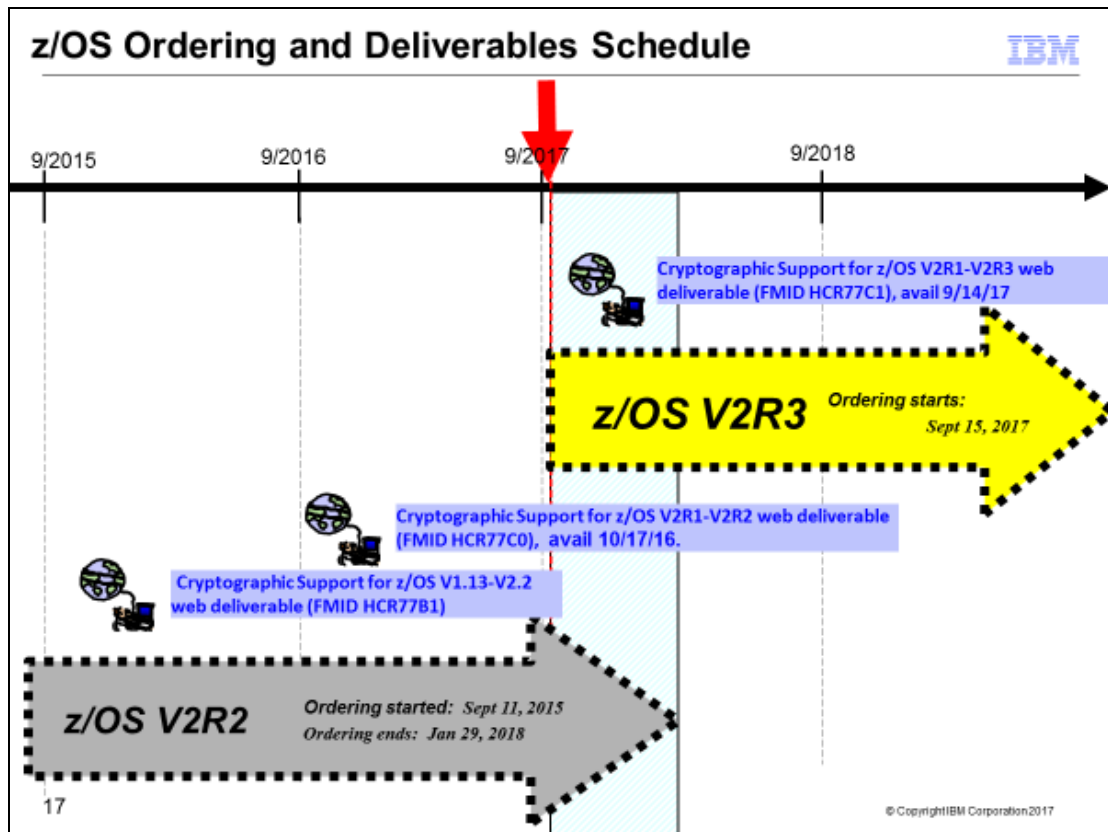 z/OS Ordering and Deliverables Schedule
IBM
9/2015
9/2016
9/2017
9/2018
Cryptographic Support for z/OS V2R1-V2R3 web
deliverable (FMID HCR77C1), avail 9/14/17
z/OS V2R3
Ordering starts:
Sept 15, 2017
Cryptographic Support for z/OS V2R1-V2R2 web deliverable
(FMID HCR77C0), avail 10/17/16.
Cryptographic Support for z/OS V1.13-V2.2
web deliverable (FMID HCR77B1)
z/OS V2R2
Ordering started: Sept 11, 2015
Ordering ends: Jan 29, 2018
17
© Copyright IBM Corporation 2017